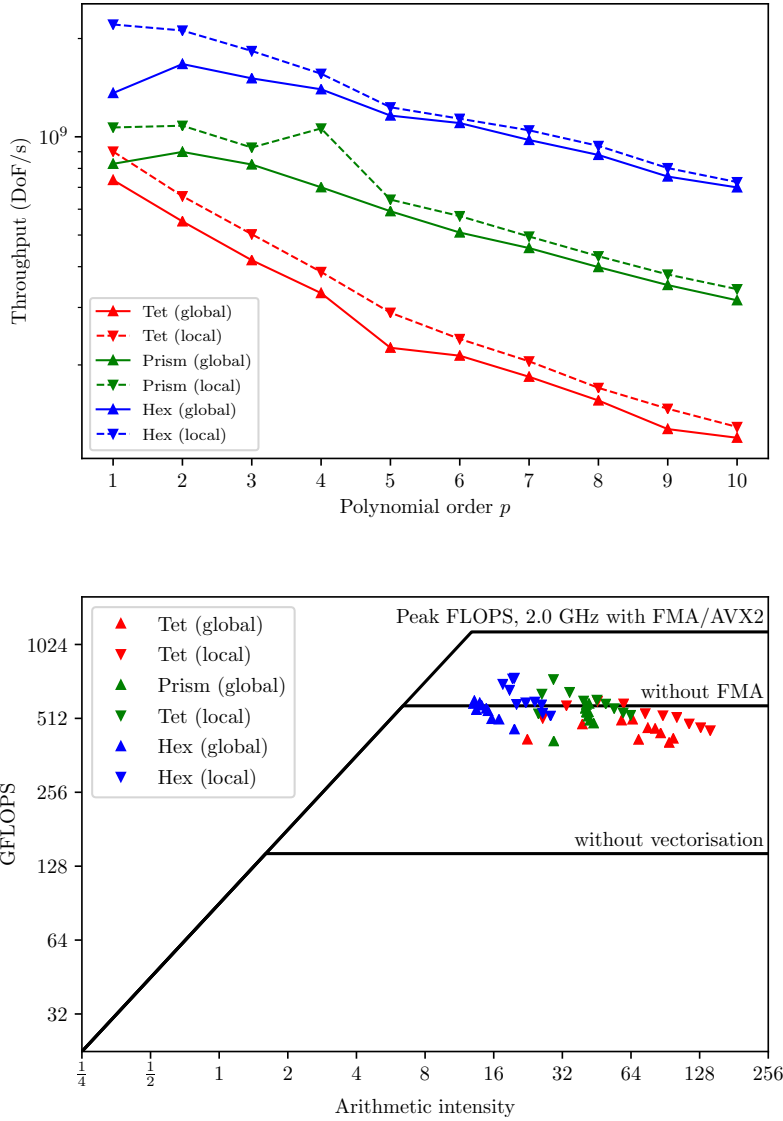 10⁹
Throughput (DoF/s)
Tet (global)
Tet (local)
Prism (global)
Prism (local)
Hex (global)
Hex (local)
1 2 3 4 5 6 7 8 9 10
Polynomial order p
Peak FLOPS, 2.0 GHz with FMA/AVX2
without FMA
without vectorisation
Tet (global)
Tet (local)
Prism (global)
Tet (local)
Hex (global)
Hex (local)
1024
512
256
128
64
32
GFLOPS
1/4 1/2 1 2 4 8 16 32 64 128 256
Arithmetic intensity